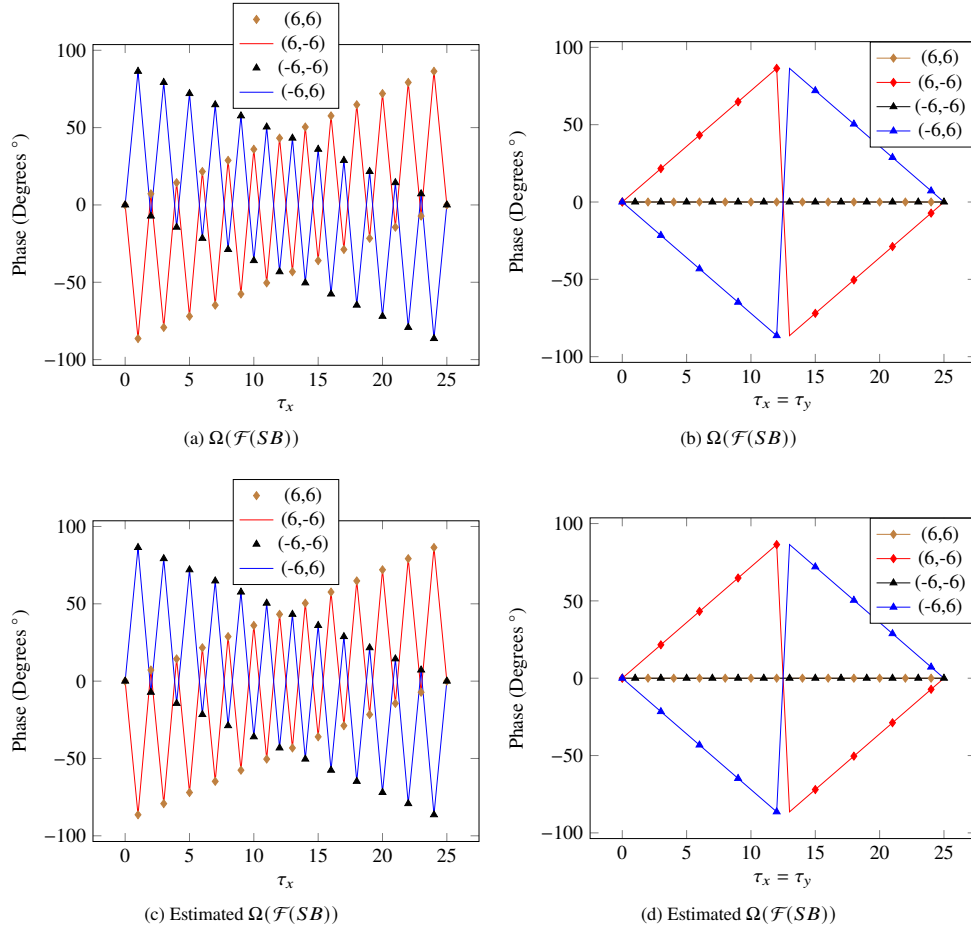 (6,6)
(6,-6)
(-6,-6)
(-6,6)
100
50
0
−50
−100
Phase (Degrees °)
0 5 10 15 20 25
τx
(a) Ω(ℱ(SB))
(6,6)
(6,-6)
(-6,-6)
(-6,6)
100
50
0
−50
−100
Phase (Degrees °)
0 5 10 15 20 25
τx = τy
(b) Ω(ℱ(SB))
(6,6)
(6,-6)
(-6,-6)
(-6,6)
100
50
0
−50
−100
Phase (Degrees °)
0 5 10 15 20 25
τx
(c) Estimated Ω(ℱ(SB))
(6,6)
(6,-6)
(-6,-6)
(-6,6)
100
50
0
−50
−100
Phase (Degrees °)
0 5 10 15 20 25
τx = τy
(d) Estimated Ω(ℱ(SB))